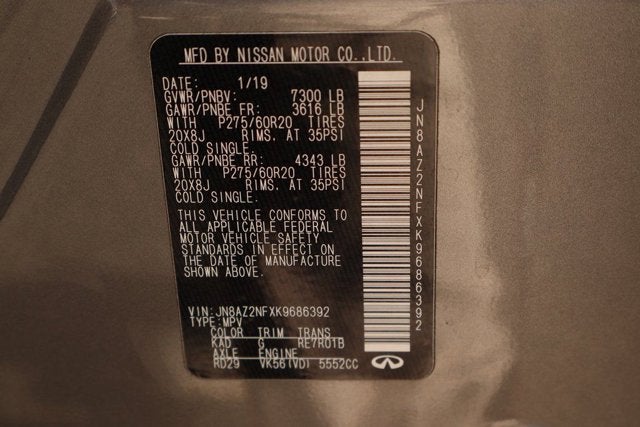 MFD BY NISSAN MOTOR CO.,LTD.
DATE: 1/19
GVWR/PNBV: 7300 LB
GAWR/PNBE FR: 3616 LB
WITH P275/60R20 TIRES
20X8J RIMS, AT 35PSI
COLD SINGLE.
GAWR/PNBE RR: 4343 LB
WITH P275/60R20 TIRES
20X8J RIMS, AT 35PSI
COLD SINGLE.
THIS VEHICLE CONFORMS TO
ALL APPLICABLE FEDERAL
MOTOR VEHICLE SAFETY
STANDARDS IN EFFECT ON
THE DATE OF MANUFACTURE
SHOWN ABOVE.
VIN:JN8AZ2NFXK9686392
TYPE:MPV
COLOR TRIM TRANS
KAD G RE7R01B
AXLE ENGINE
RD29 VK56(VD) 5552CC
JN8AZ2NFXK9686392